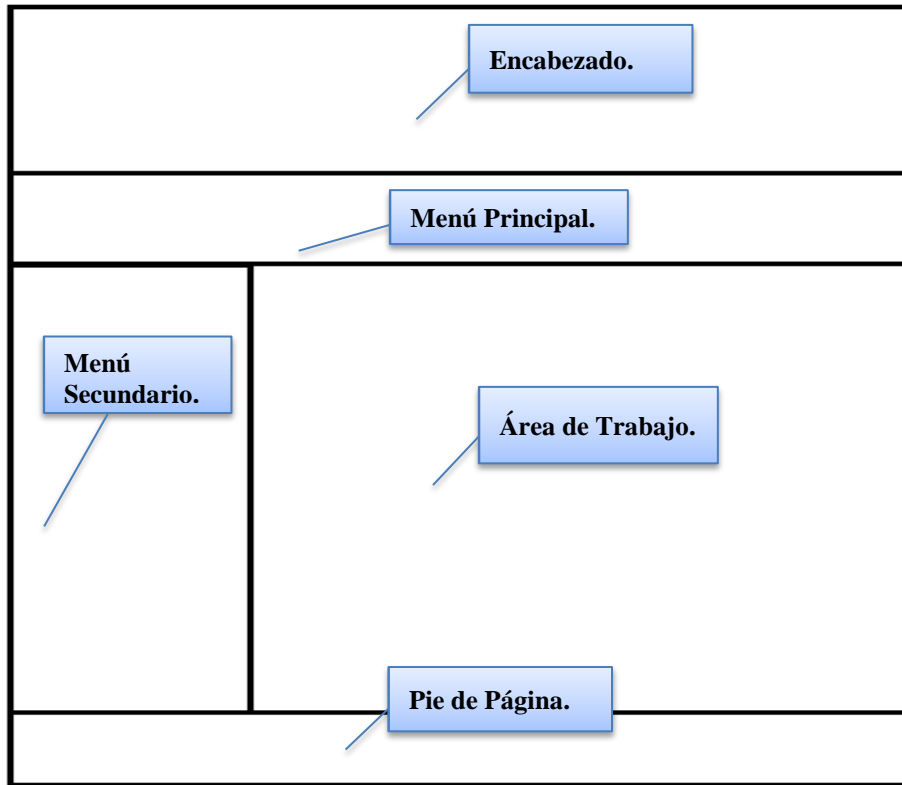 Encabezado.
Menú Principal.
Menú
Secundario.
Área de Trabajo.
Pie de Página.